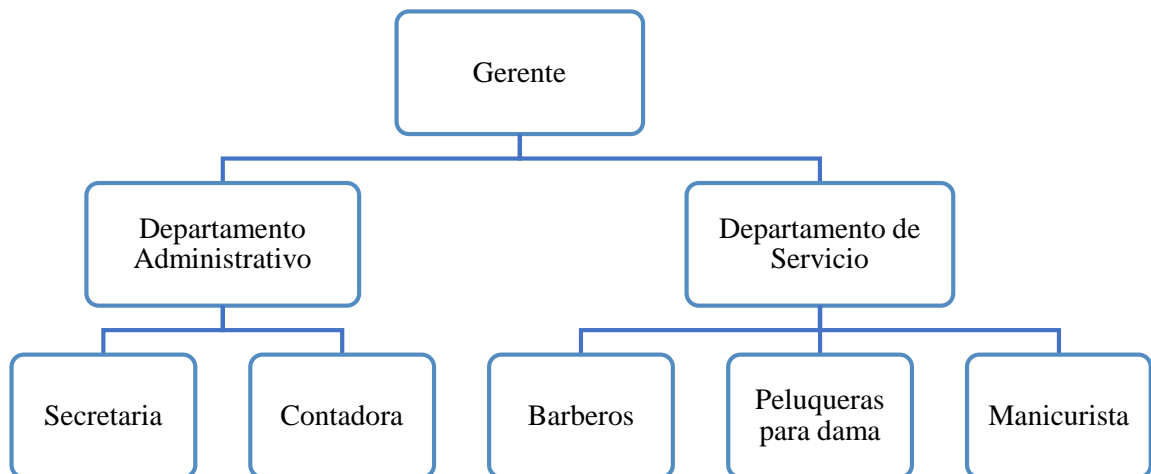 Gerente
Departamento
Administrativo
Departamento de
Servicio
Secretaria
Contadora
Barberos
Peluqueras
para dama
Manicurista